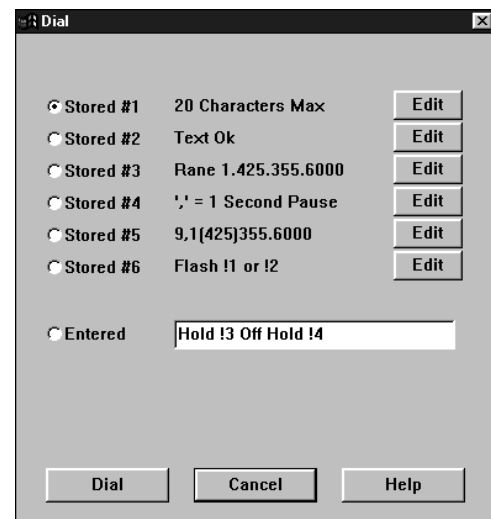 Dial
Stored #1 20 Characters Max Edit
Stored #2 Text Ok Edit
Stored #3 Rane 1.425.355.6000 Edit
Stored #4 ',' = 1 Second Pause Edit
Stored #5 9,1(425)355.6000 Edit
Stored #6 Flash !1 or !2 Edit
Entered Hold !3 Off Hold !4
Dial Cancel Help